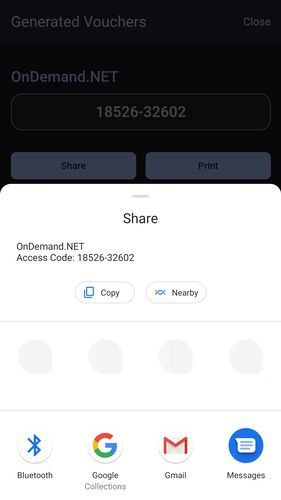 Generated Vouchers Close
OnDemand.NET
18526-32602
Share Print
Share
OnDemand.NET
Access Code: 18526-32602
Copy Nearby
Bluetooth Google Gmail Messages
Collections